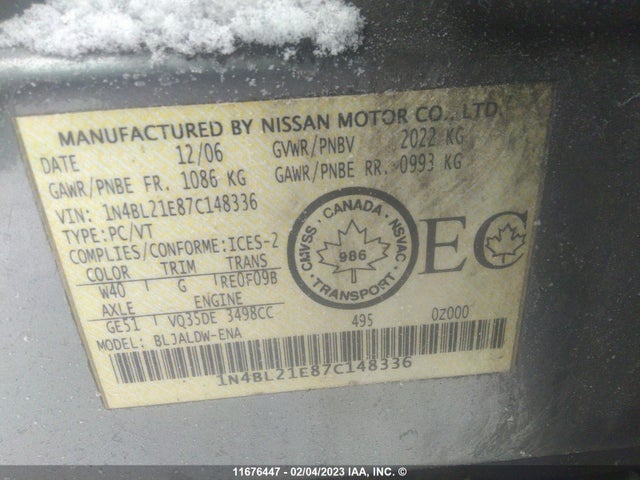 MANUFACTURED BY NISSAN MOTOR CO., LTD.
DATE 12/06 GVWR/PNBV 2022 KG
GAWR/PNBE FR. 1086 KG GAWR/PNBE RR. 0993 KG
VIN: 1N4BL21E87C148336
TYPE:PC/VT
COMPLIES/CONFORME:ICES-2
COLOR TRIM TRANS
W40 G RE0F09B
AXLE ENGINE
GE51 VQ35DE 3498CC 495 0Z000
MODEL: BLJALDW-ENA
CANADA
CMVSS NSVAC
986
TRANSPORT
EC
1N4BL21E87C148336
11676447 - 02/04/2023 IAA, INC. ©